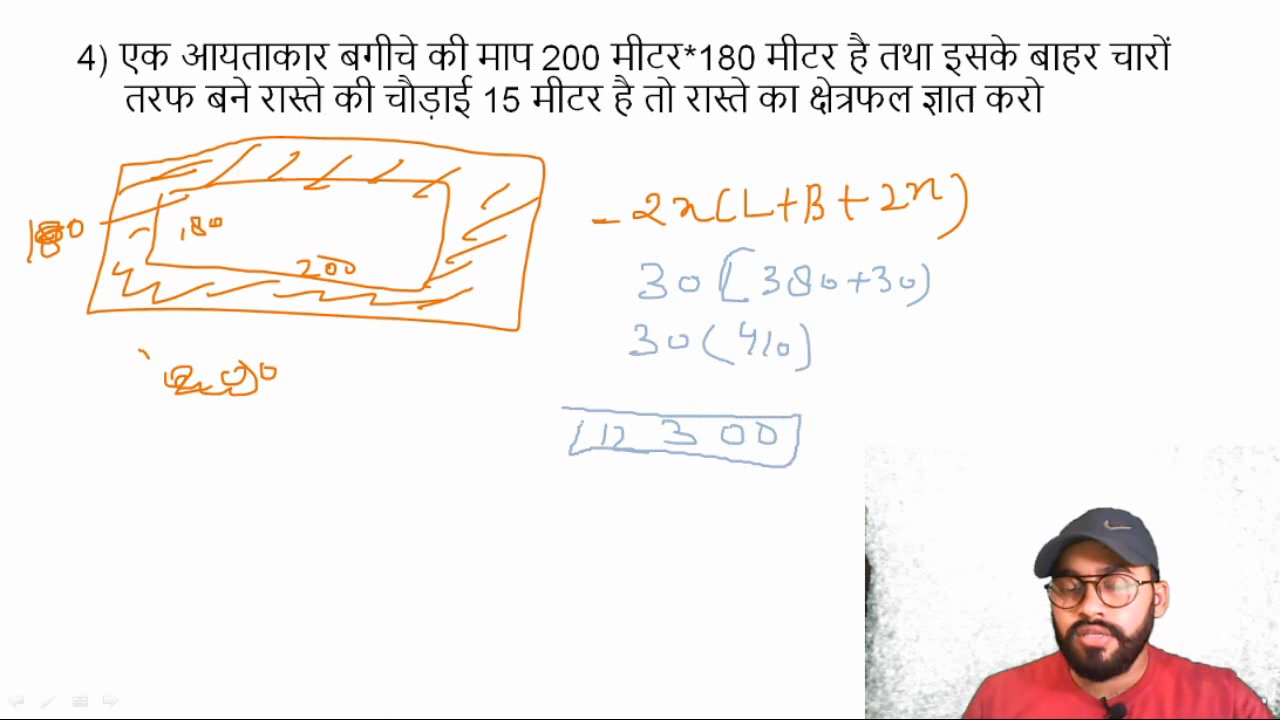 4) एक आयताकार बगीचे की माप 200 मीटर*180 मीटर है तथा इसके बाहर चारों
तरफ बने रास्ते की चौड़ाई 15 मीटर है तो रास्ते का क्षेत्रफल ज्ञात करो
180
200
- 2x(L+B+2x)
30[380+30)
30(410)
12300